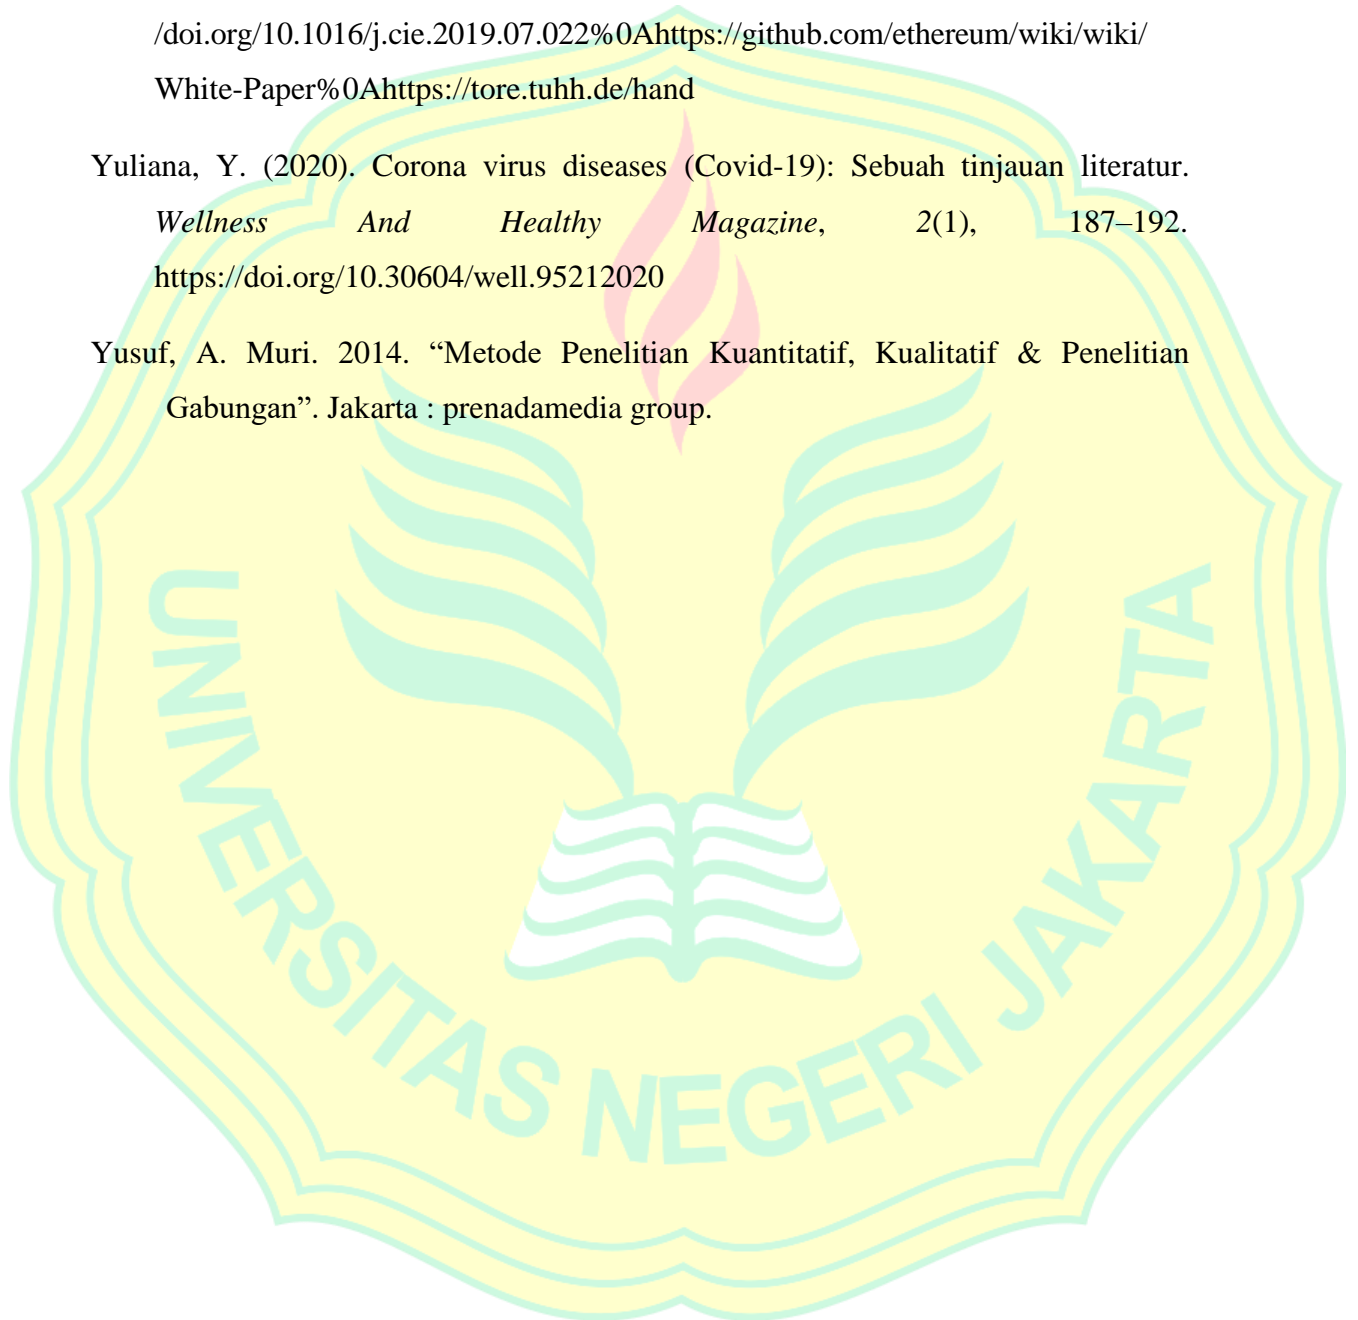 /doi.org/10.1016/j.cie.2019.07.022%0Ahttps://github.com/ethereum/wiki/wiki/
White-Paper%0Ahttps://tore.tuhh.de/hand
Yuliana, Y. (2020). Corona virus diseases (Covid-19): Sebuah tinjauan literatur.
Wellness And Healthy Magazine, 2(1), 187–192.
https://doi.org/10.30604/well.95212020
Yusuf, A. Muri. 2014. “Metode Penelitian Kuantitatif, Kualitatif & Penelitian
Gabungan”. Jakarta : prenadamedia group.
UNIVERSITAS NEGERI JAKARTA